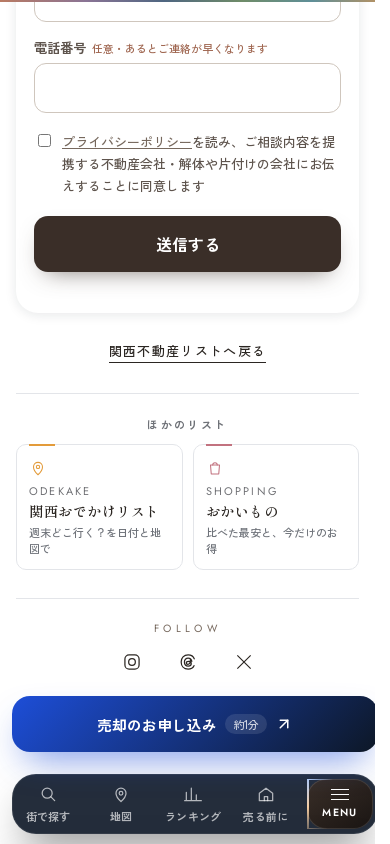 電話番号 任意・あるとご連絡が早くなります
プライバシーポリシーを読み、ご相談内容を提
携する不動産会社・解体や片付けの会社にお伝
えすることに同意します
送信する
関西不動産リストへ戻る
ほかのリスト
ODEKAKE
関西おでかけリスト
週末どこ行く？を日付と地
図で
SHOPPING
おかいもの
比べた最安と、今だけのお
得
FOLLOW
売却のお申し込み 約1分
街で探す 地図 ランキング 売る前に MENU